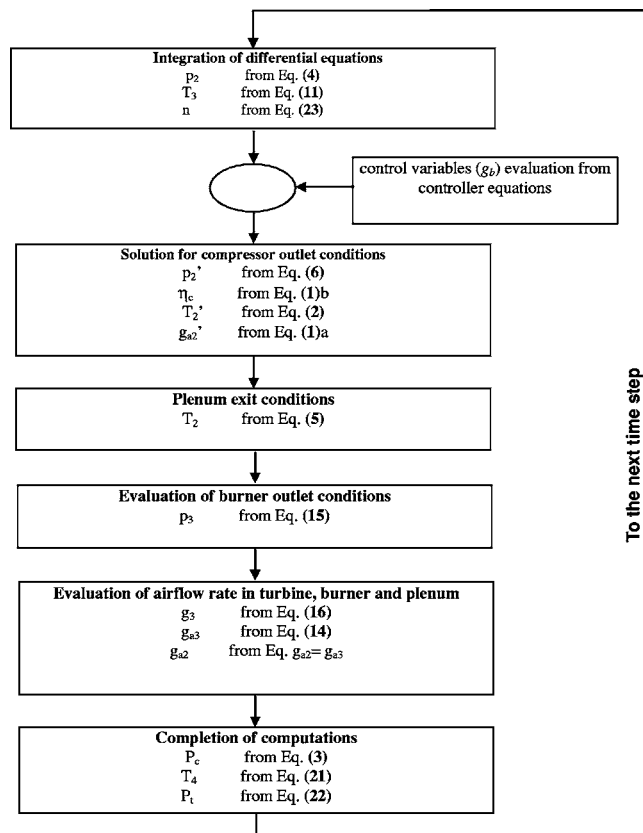 Integration of differential equations
p₂ from Eq. (4)
T₃ from Eq. (11)
n from Eq. (23)
control variables (g_b) evaluation from
controller equations
Solution for compressor outlet conditions
p₂' from Eq. (6)
η_c from Eq. (1)b
T₂' from Eq. (2)
g_a2' from Eq. (1)a
Plenum exit conditions
T₂ from Eq. (5)
Evaluation of burner outlet conditions
p₃ from Eq. (15)
Evaluation of airflow rate in turbine, burner and plenum
g₃ from Eq. (16)
g_a3 from Eq. (14)
g_a2 from Eq. g_a2= g_a3
Completion of computations
P_c from Eq. (3)
T₄ from Eq. (21)
P_t from Eq. (22)
To the next time step